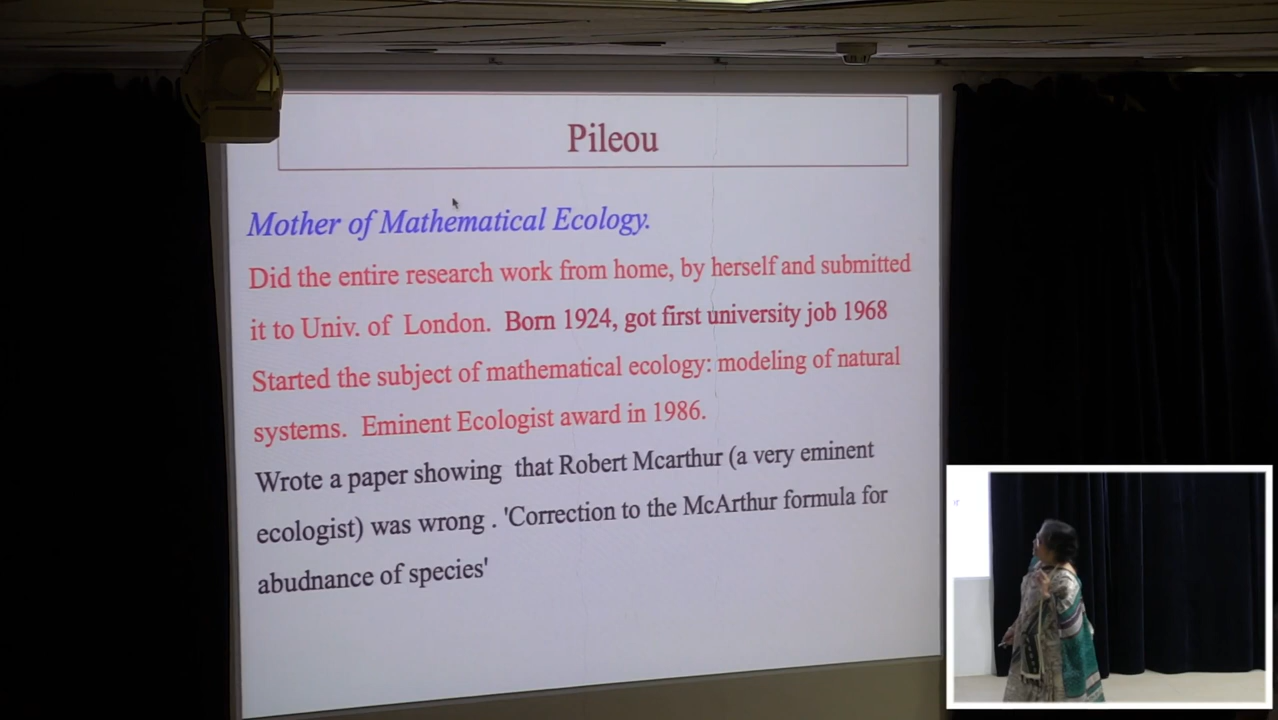 Pileou
Mother of Mathematical Ecology.
Did the entire research work from home, by herself and submitted
it to Univ. of London. Born 1924, got first university job 1968
Started the subject of mathematical ecology: modeling of natural
systems. Eminent Ecologist award in 1986.
Wrote a paper showing that Robert Mcarthur (a very eminent
ecologist) was wrong . 'Correction to the McArthur formula for
abudnance of species'